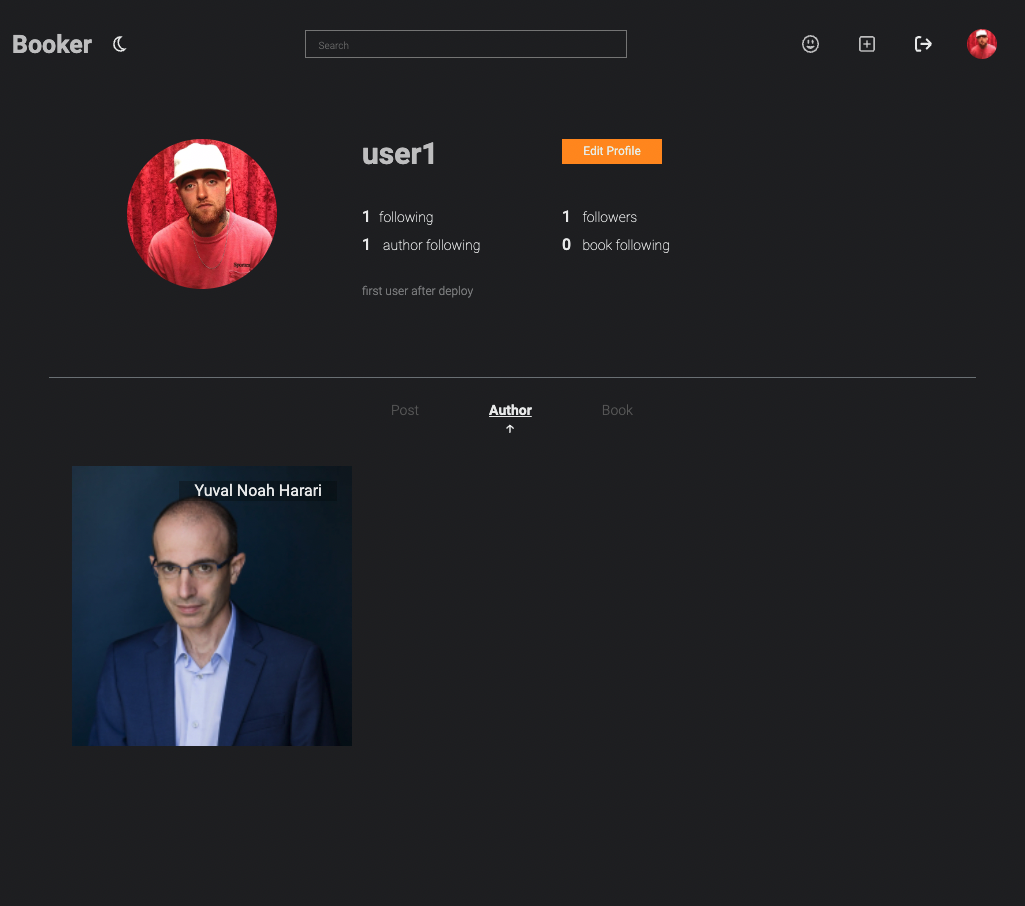 Booker
Search
user1
Edit Profile
1 following
1 followers
1 author following
0 book following
first user after deploy
Post
Author
Book
Yuval Noah Harari